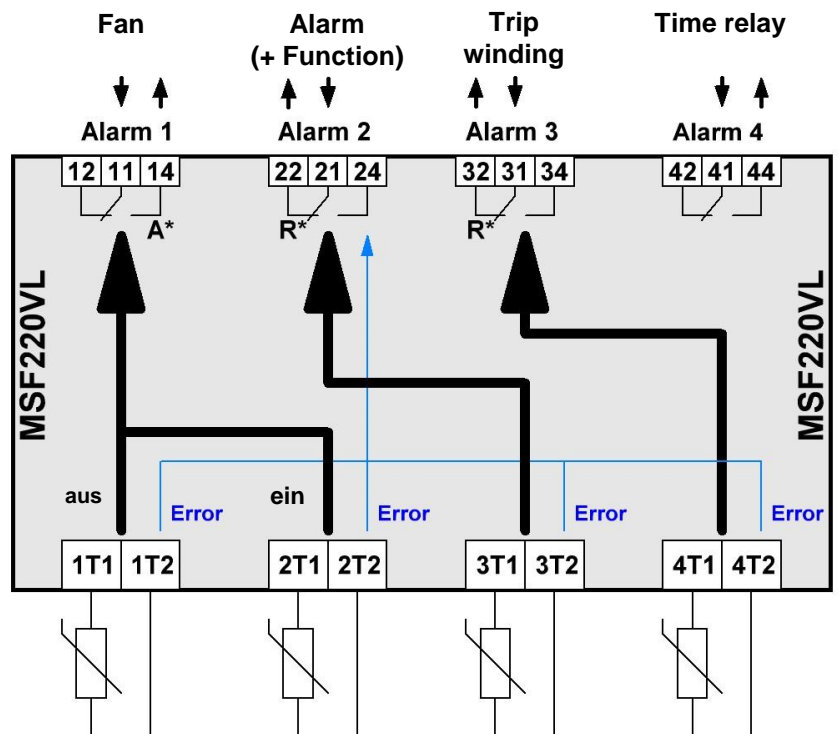 Fan
Alarm
(+ Function)
Trip
winding
Time relay
Alarm 1
Alarm 2
Alarm 3
Alarm 4
12 11 14
22 21 24
32 31 34
42 41 44
A*
R*
R*
MSF220VL
MSF220VL
aus
Error
ein
Error
Error
Error
1T1 1T2
2T1 2T2
3T1 3T2
4T1 4T2